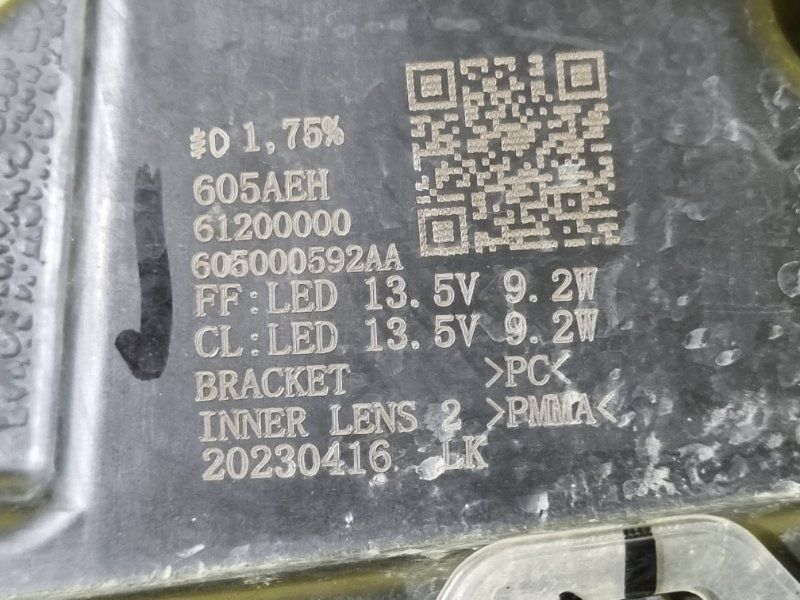 1,75%
605AEH
61200000
605000592AA
FF:LED 13.5V 9.2W
CL:LED 13.5V 9.2W
BRACKET >PC<
INNER LENS 2 >PMMA<
20230416 LK